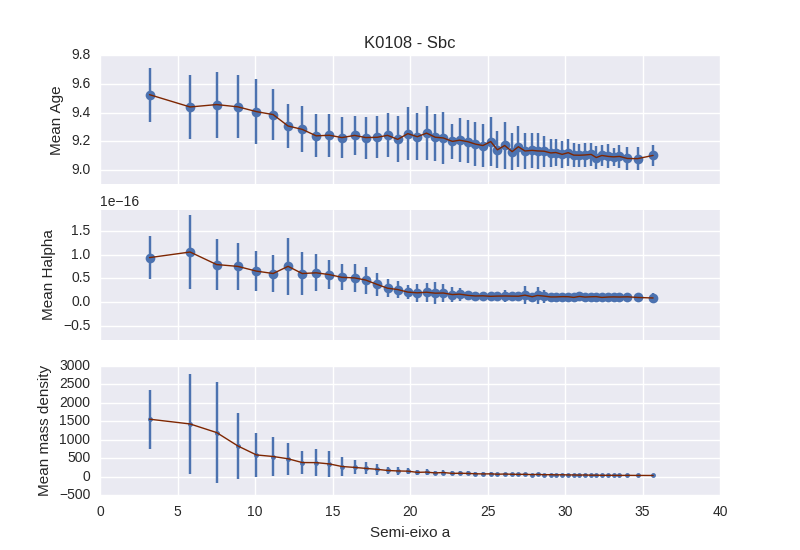 K0108 - Sbc
9.8
9.6
9.4
9.2
9.0
Mean Age
1e−16
1.5
1.0
0.5
0.0
−0.5
Mean Halpha
3000
2500
2000
1500
1000
500
0
−500
Mean mass density
0 5 10 15 20 25 30 35 40
Semi-eixo a